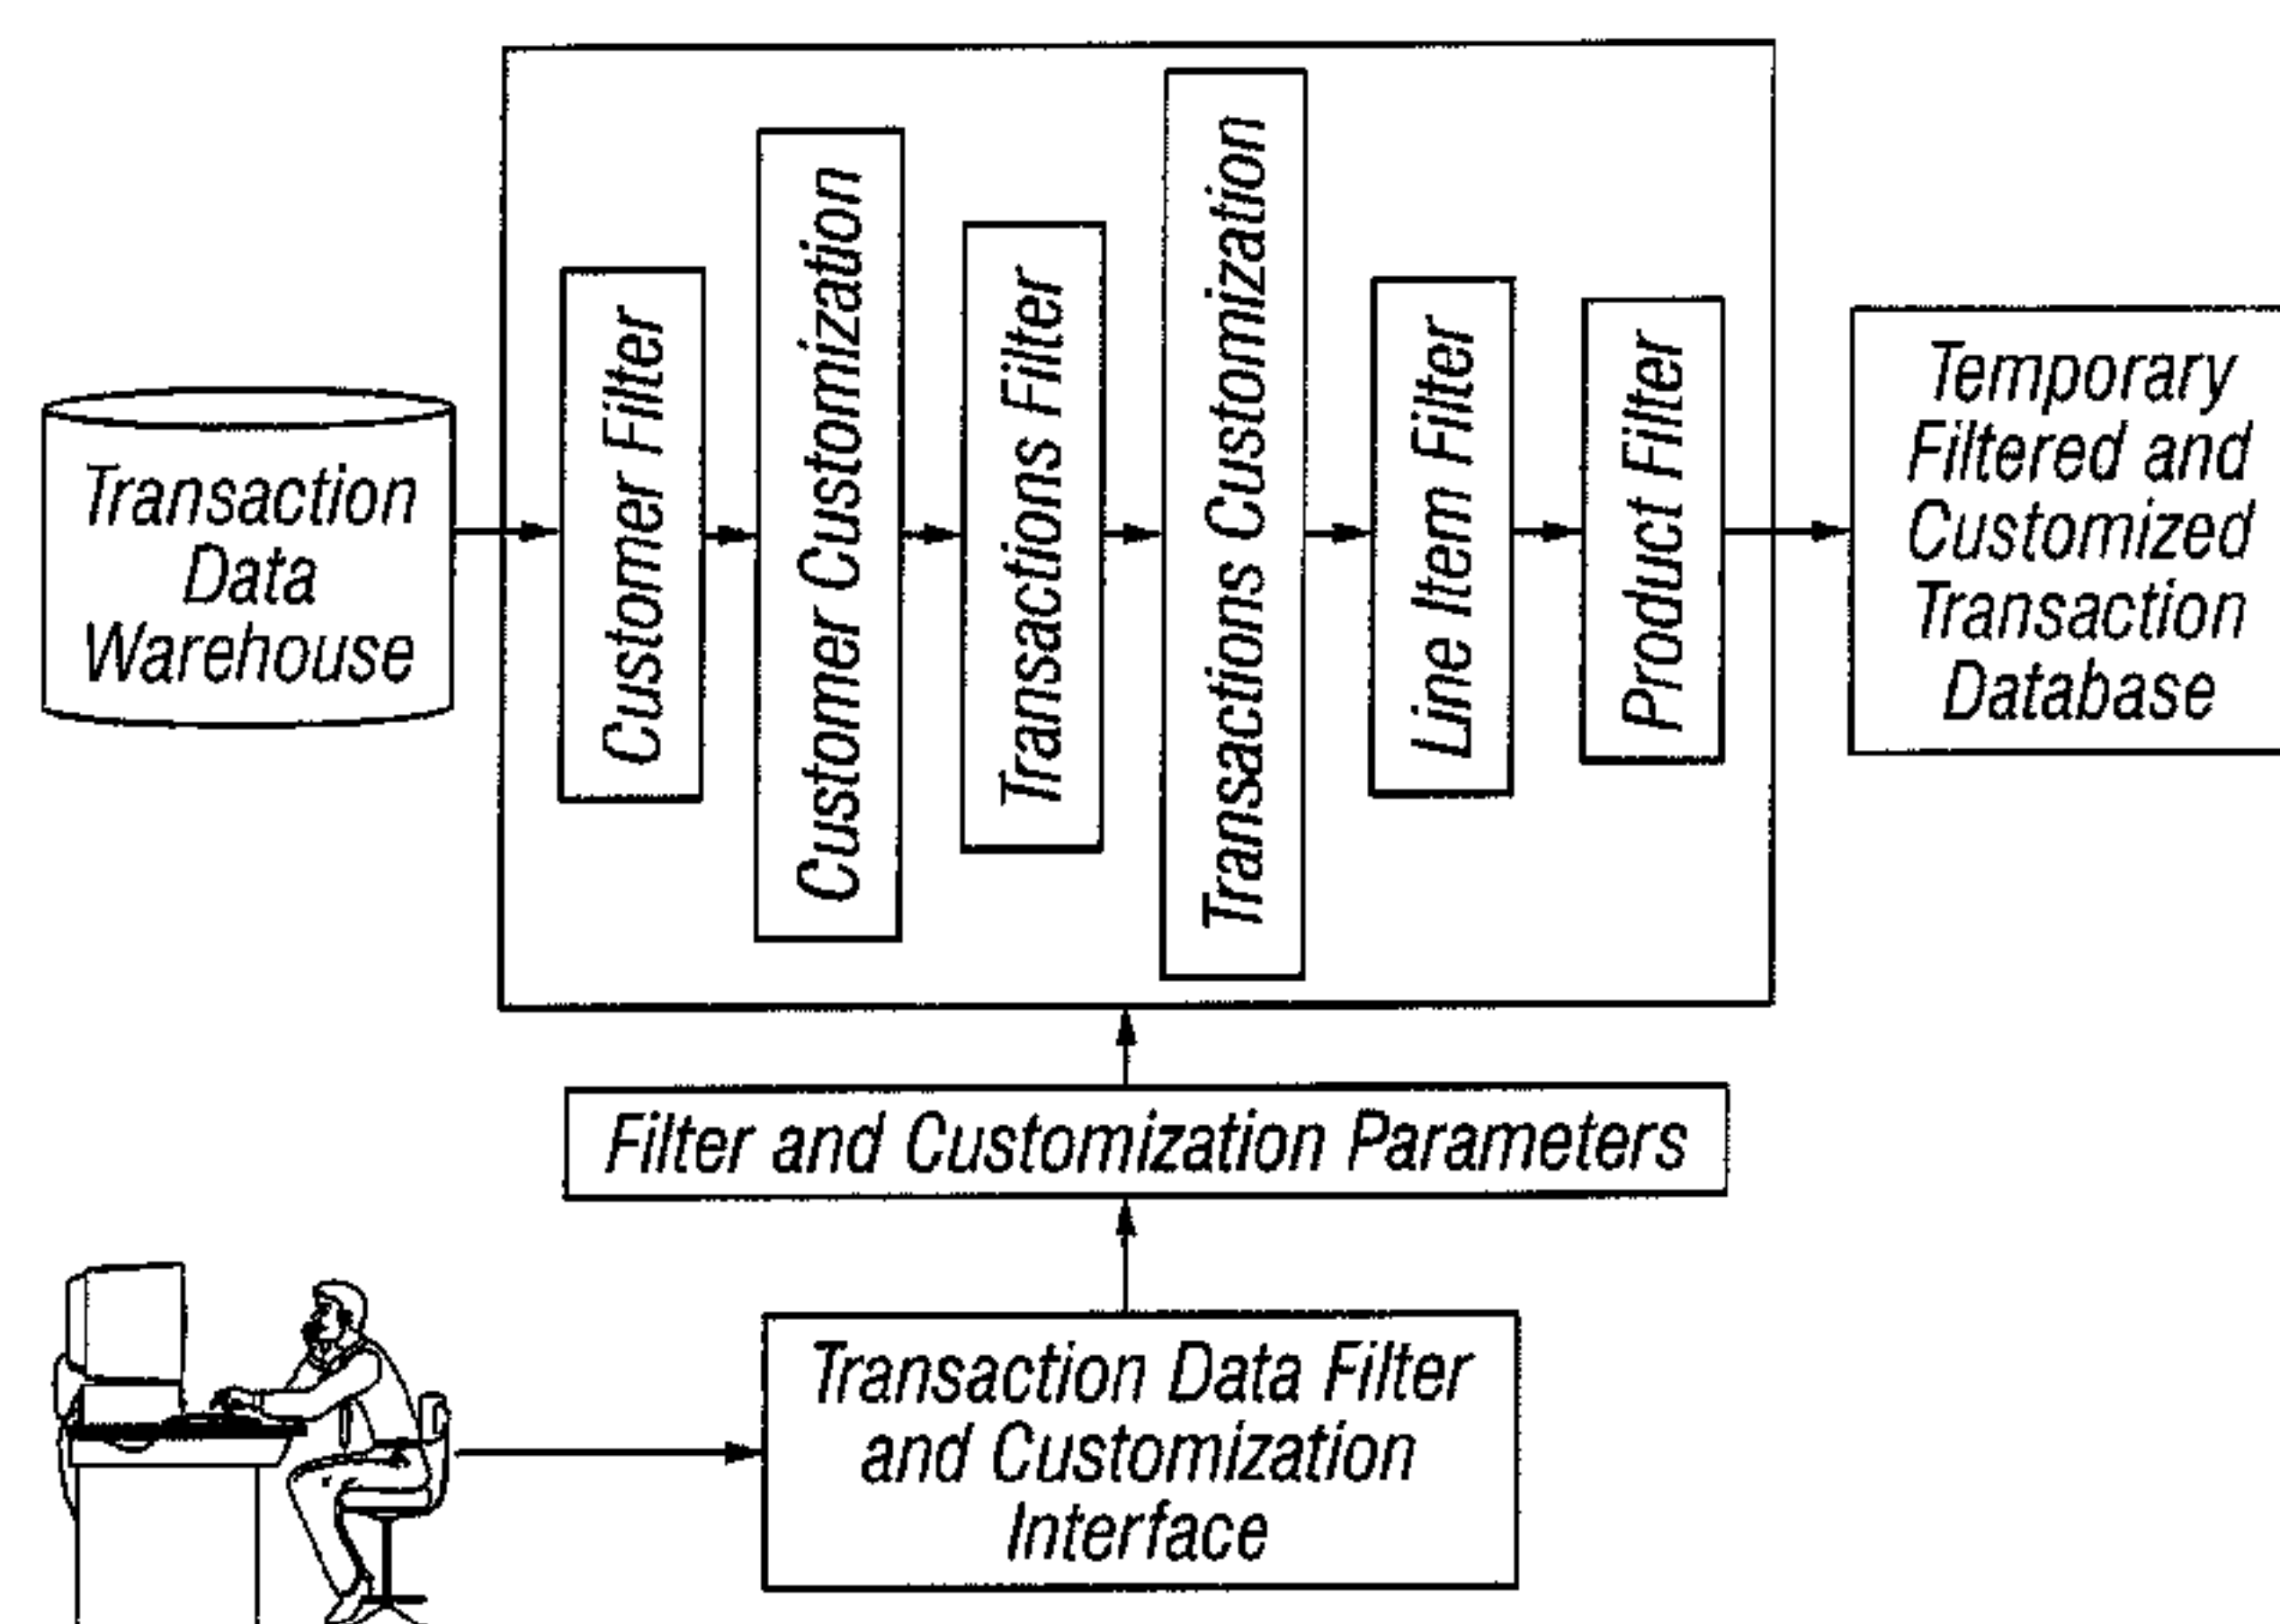 Transaction
Data
Warehouse
Customer Filter
Customer Customization
Transactions Filter
Transactions Customization
Line Item Filter
Product Filter
Temporary
Filtered and
Customized
Transaction
Database
Filter and Customization Parameters
Transaction Data Filter
and Customization
Interface